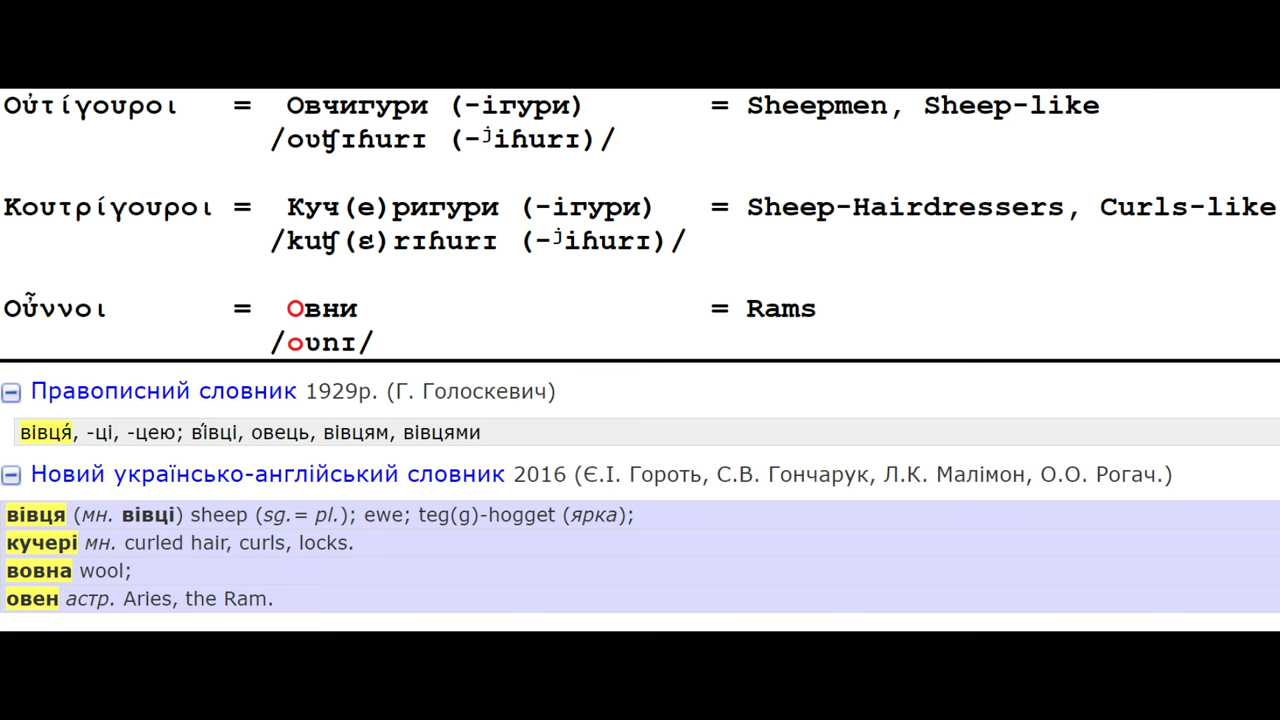 Οὐτίγουροι = Овчигури (-ігури) = Sheepmen, Sheep-like
/oʋʧɪɦurɪ (-ʲiɦurɪ)/
Κουτρίγουροι = Куч(е)ригури (-ігури) = Sheep-Hairdressers, Curls-like
/kuʧ(ɛ)rɪɦurɪ (-ʲiɦurɪ)/
Οὖννοι = Овни = Rams
/oʋnɪ/
Правописний словник 1929р. (Г. Голоскевич)
вівця́, -ці, -цею; ві́вці, овець, вівцям, вівцями
Новий українсько-англійський словник 2016 (Є.І. Гороть, С.В. Гончарук, Л.К. Малімон, О.О. Рогач.)
вівця (мн. вівці) sheep (sg.= pl.); ewe; teg(g)-hogget (ярка);
кучері мн. curled hair, curls, locks.
вовна wool;
овен астр. Aries, the Ram.